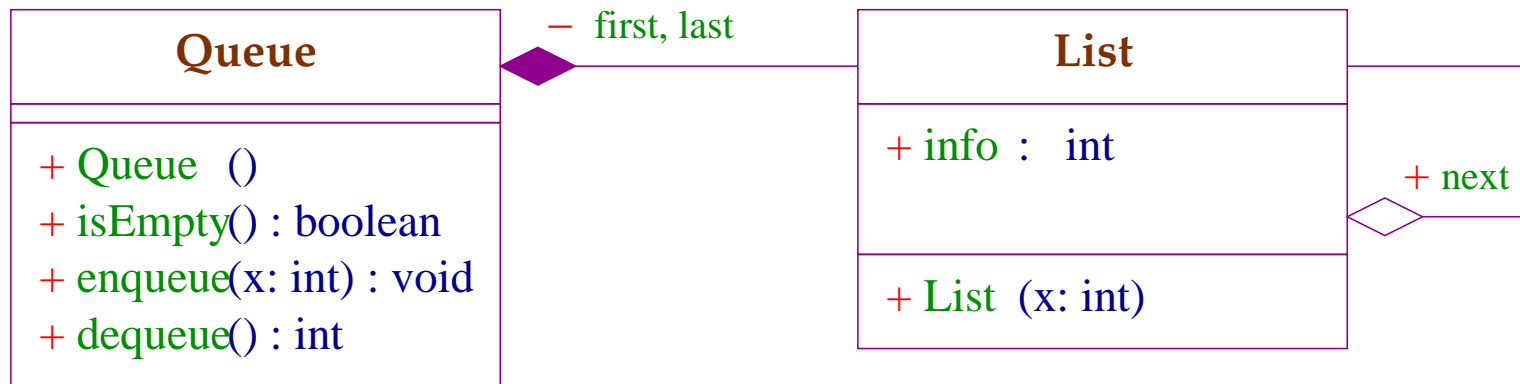 Queue
+ Queue ()
+ isEmpty() : boolean
+ enqueue(x: int) : void
+ dequeue() : int
− first, last
List
+ info : int
+ List (x: int)
+ next